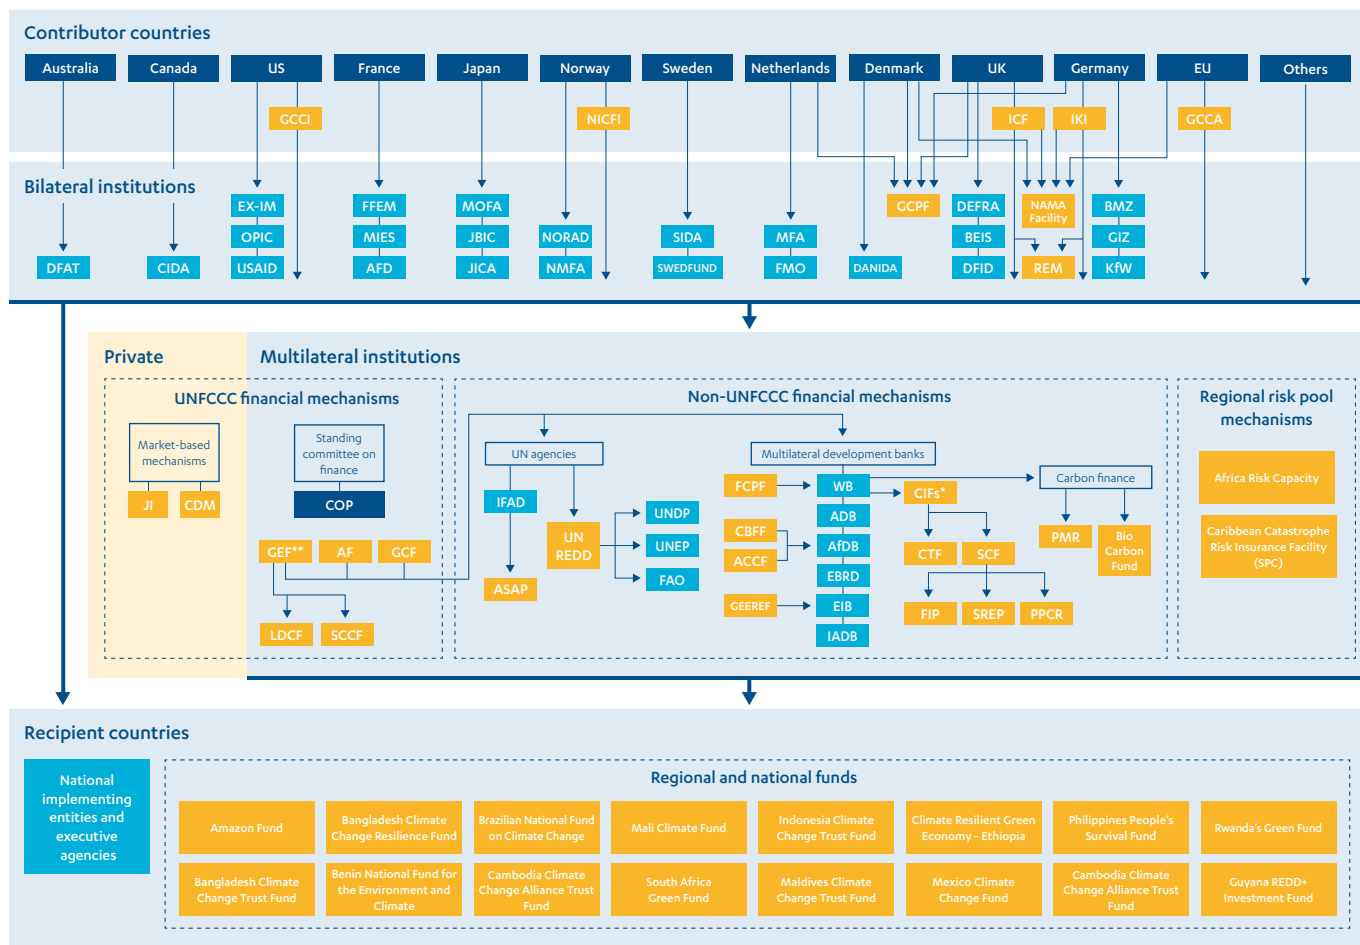 Contributor countries
Australia
Canada
US
France
Japan
Norway
Sweden
Netherlands
Denmark
UK
Germany
EU
Others
GCCI
NICFI
ICF
IKI
GCCA
Bilateral institutions
EX-IM
FFEM
MOFA
GCPF
DEFRA
NAMA
Facility
BMZ
OPIC
MIES
JBIC
NORAD
SIDA
MFA
BEIS
GIZ
DFAT
CIDA
USAID
AFD
JICA
NMFA
SWEDFUND
FMO
DANIDA
DFID
REM
KfW
Private
Multilateral institutions
UNFCCC financial mechanisms
Market-based
mechanisms
JI
CDM
Standing
committee on
finance
COP
GEF**
AF
GCF
LDCF
SCCF
Non-UNFCCC financial mechanisms
UN agencies
IFAD
ASAP
UN
REDD
UNDP
UNEP
FAO
Multilateral development banks
FCPF
WB
CIFs*
ADB
CBFF
AfDB
ACCF
EBRD
GEEREF
EIB
IADB
CTF
SCF
FIP
SREP
PPCR
Carbon finance
PMR
Bio
Carbon
Fund
Regional risk pool
mechanisms
Africa Risk Capacity
Caribbean Catastrophe
Risk Insurance Facility
(SPC)
Recipient countries
National
implementing
entities and
executive
agencies
Regional and national funds
Amazon Fund
Bangladesh Climate
Change Resilience Fund
Brazilian National Fund
on Climate Change
Mali Climate Fund
Indonesia Climate
Change Trust Fund
Climate Resilient Green
Economy - Ethiopia
Philippines People's
Survival Fund
Rwanda's Green Fund
Bangladesh Climate
Change Trust Fund
Benin National Fund for
the Environment and
Climate
Cambodia Climate
Change Alliance Trust
Fund
South Africa
Green Fund
Maldives Climate
Change Trust Fund
Mexico Climate
Change Fund
Cambodia Climate
Change Alliance Trust
Fund
Guyana REDD+
Investment Fund